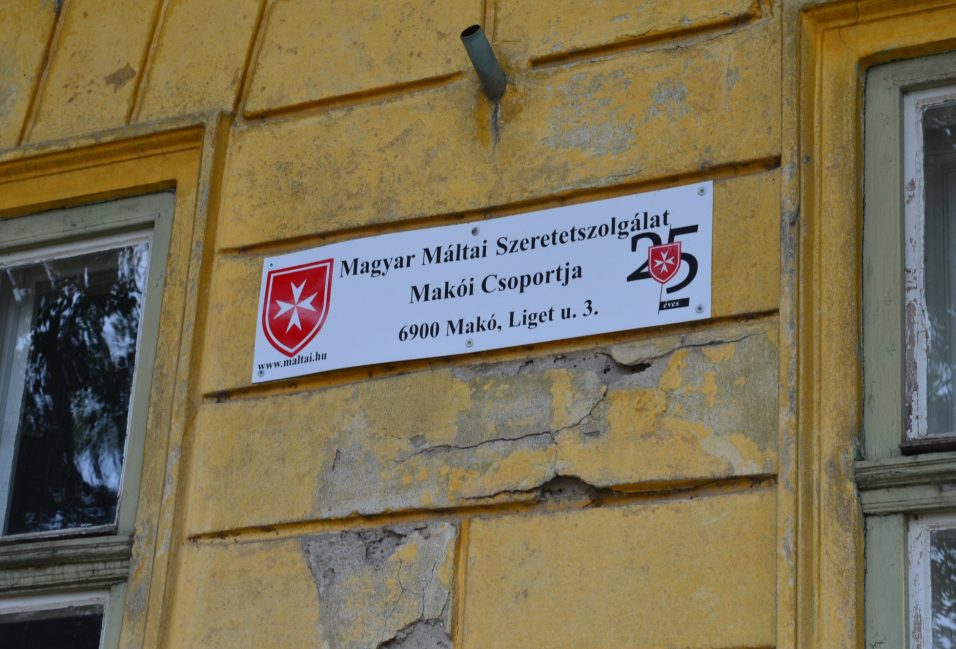 Magyar Máltai Szeretetszolgálat
Makói Csoportja
6900 Makó, Liget u. 3.
www.maltai.hu
25
éves